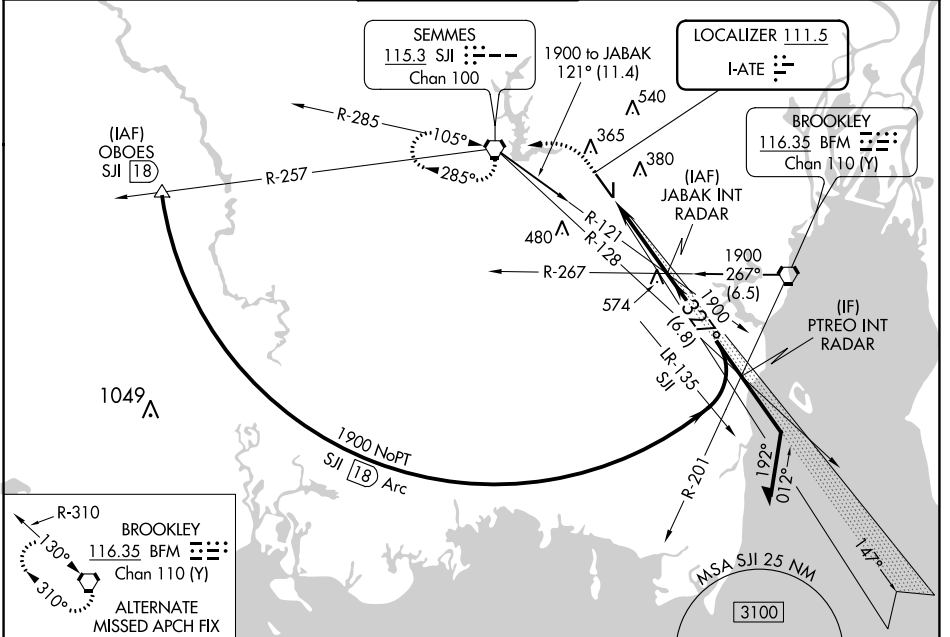 SEMMES
115.3 SJI
Chan 100
1900 to JABAK
121° (11.4)
LOCALIZER 111.5
I-ATE
540
365
380
BROOKLEY
116.35 BFM
Chan 110 (Y)
(IAF)
OBOES
SJI 18
R-285
105°
285°
R-257
(IAF)
JABAK INT
RADAR
R-121
R-128
480
R-267
1900
267°
(6.5)
574
1900
327°
(6.8)
(IF)
PTREO INT
RADAR
LR-135
SJI
1049
1900 NoPT
SJI 18 Arc
R-201
192°
012°
147°
R-310
130°
310°
BROOKLEY
116.35 BFM
Chan 110 (Y)
ALTERNATE
MISSED APCH FIX
MSA SJI 25 NM
3100